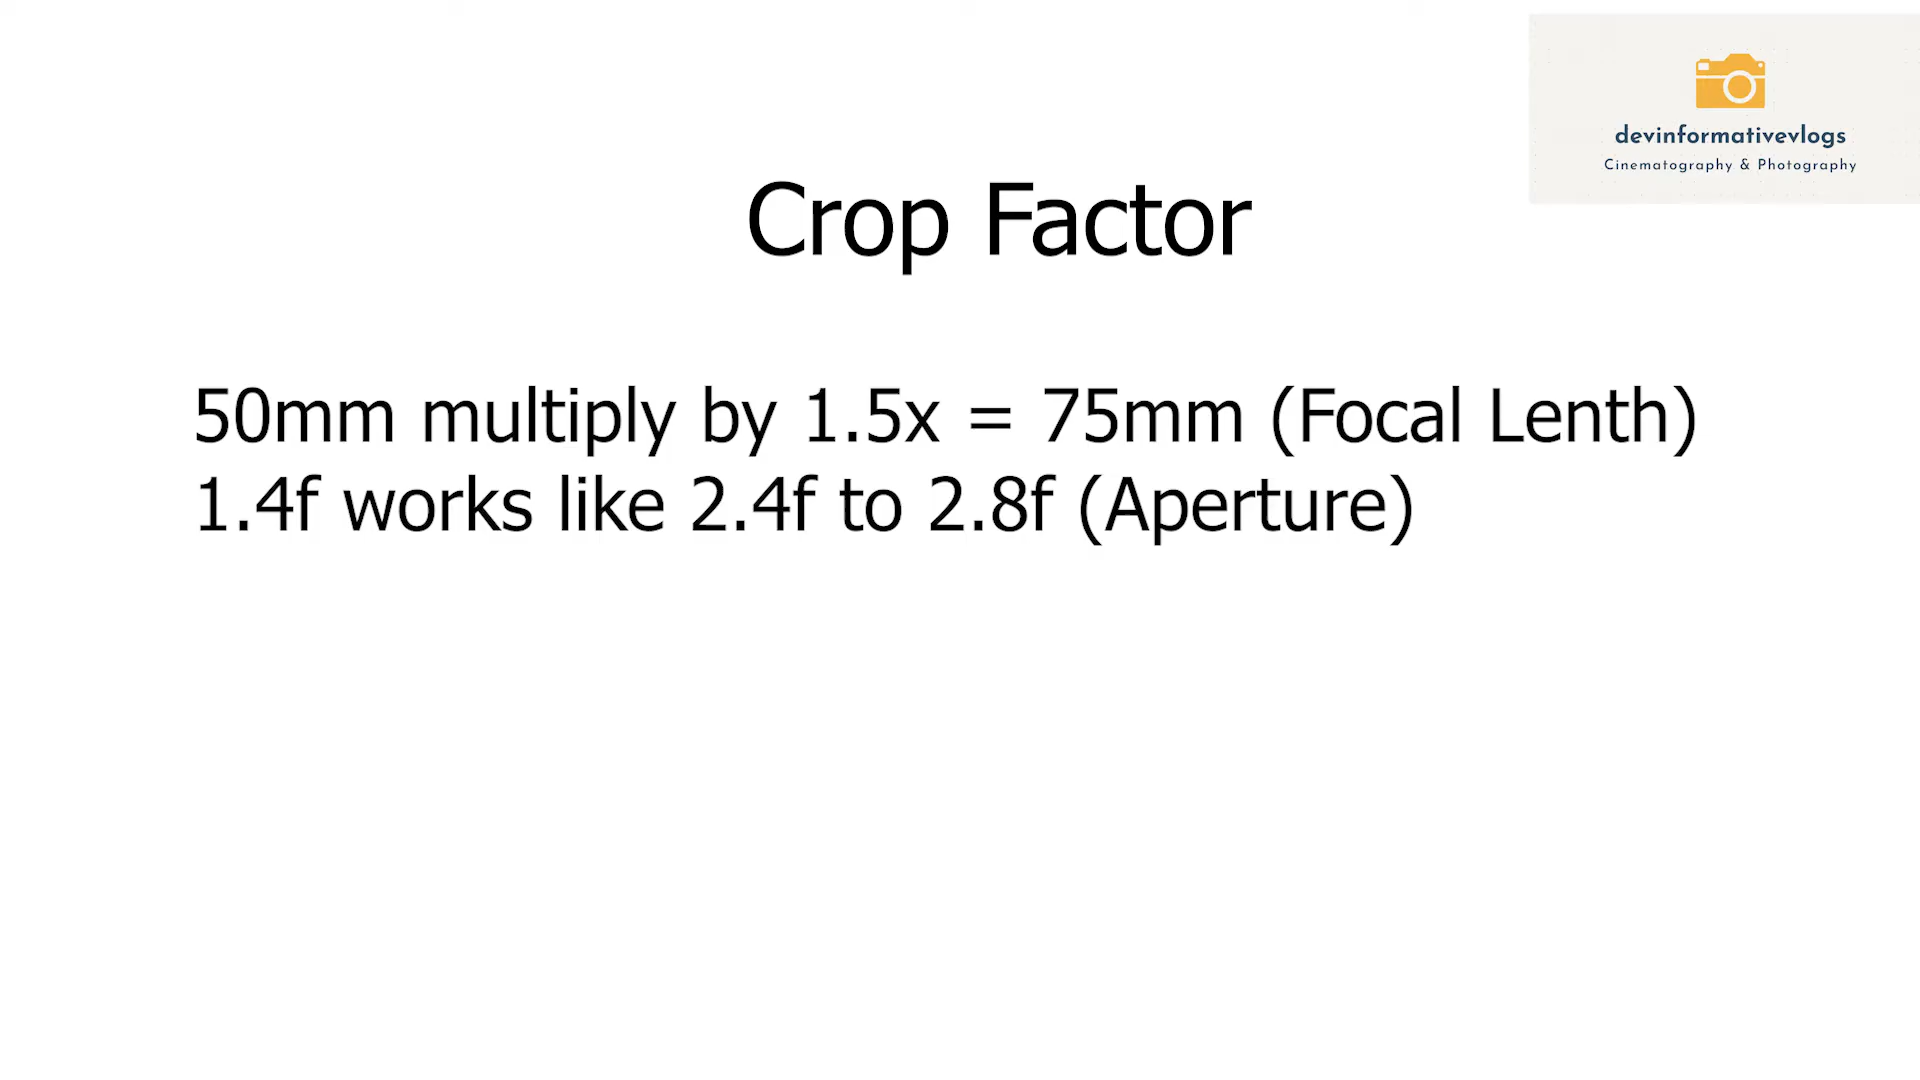 devinformativevlogs
Cinematography & Photography
Crop Factor
50mm multiply by 1.5x = 75mm (Focal Lenth)
1.4f works like 2.4f to 2.8f (Aperture)